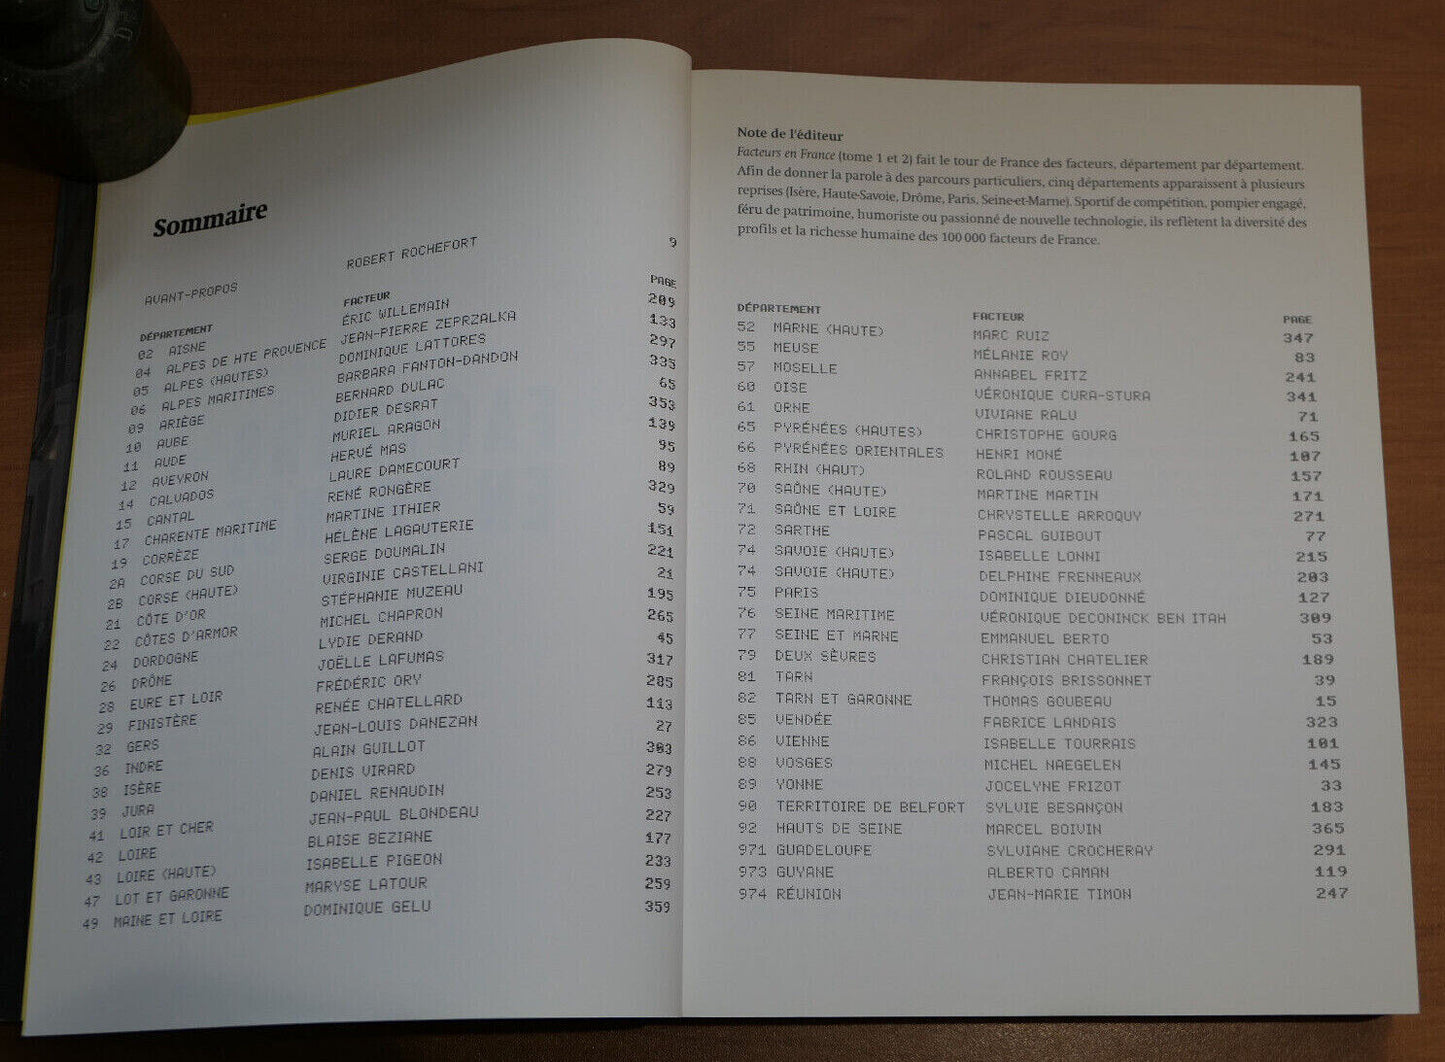 Sommaire
AVANT-PROPOS ROBERT ROCHEFORT 9
DÉPARTEMENT FACTEUR PAGE
02 AISNE ÉRIC WILLEMAIN 209
04 ALPES DE HTE PROVENCE JEAN-PIERRE ZEPRZALKA 133
05 ALPES (HAUTES) DOMINIQUE LATTORES 297
06 ALPES MARITIMES BARBARA FANTON-DANDON 335
09 ARIÈGE BERNARD DULAC 65
10 AUBE DIDIER DESRAT 353
11 AUDE MURIEL ARAGON 139
12 AVEYRON HERVÉ MAS 95
14 CALVADOS LAURE DAMECOURT 89
15 CANTAL RENÉ RONGÈRE 329
17 CHARENTE MARITIME MARTINE ITHIER 59
19 CORRÈZE HÉLÈNE LAGAUTERIE 151
2A CORSE DU SUD SERGE DOUMALIN 221
2B CORSE (HAUTE) VIRGINIE CASTELLANI 21
21 CÔTE D'OR STÉPHANIE MUZEAU 195
22 CÔTES D'ARMOR MICHEL CHAPRON 265
24 DORDOGNE LYDIE DERAND 45
26 DRÔME JOËLLE LAFUMAS 317
28 EURE ET LOIR FRÉDÉRIC ORY 285
29 FINISTÈRE RENÉE CHATELLARD 113
32 GERS JEAN-LOUIS DANEZAN 27
36 INDRE ALAIN GUILLOT 303
38 ISÈRE DENIS VIRARD 279
39 JURA DANIEL RENAUDIN 253
41 LOIR ET CHER JEAN-PAUL BLONDEAU 227
42 LOIRE BLAISE BEZIANE 177
43 LOIRE (HAUTE) ISABELLE PIGEON 233
47 LOT ET GARONNE MARYSE LATOUR 259
49 MAINE ET LOIRE DOMINIQUE GELU 359
Note de l'éditeur
Facteurs en France (tome 1 et 2) fait le tour de France des facteurs, département par département.
Afin de donner la parole à des parcours particuliers, cinq départements apparaissent à plusieurs
reprises (Isère, Haute-Savoie, Drôme, Paris, Seine-et-Marne). Sportif de compétition, pompier engagé,
féru de patrimoine, humoriste ou passionné de nouvelle technologie, ils reflètent la diversité des
profils et la richesse humaine des 100 000 facteurs de France.
DÉPARTEMENT FACTEUR PAGE
52 MARNE (HAUTE) MARC RUIZ 347
55 MEUSE MÉLANIE ROY 83
57 MOSELLE ANNABEL FRITZ 241
60 OISE VÉRONIQUE CURA-STURA 341
61 ORNE VIVIANE RALU 71
65 PYRÉNÉES (HAUTES) CHRISTOPHE GOURG 165
66 PYRÉNÉES ORIENTALES HENRI MONÉ 107
68 RHIN (HAUT) ROLAND ROUSSEAU 157
70 SAÔNE (HAUTE) MARTINE MARTIN 171
71 SAÔNE ET LOIRE CHRYSTELLE ARROQUY 271
72 SARTHE PASCAL GUIBOUT 77
74 SAVOIE (HAUTE) ISABELLE LONNI 215
74 SAVOIE (HAUTE) DELPHINE FRENNEAUX 203
75 PARIS DOMINIQUE DIEUDONNÉ 127
76 SEINE MARITIME VÉRONIQUE DECONINCK BEN ITAH 309
77 SEINE ET MARNE EMMANUEL BERTO 53
79 DEUX SÈVRES CHRISTIAN CHATELIER 189
81 TARN FRANÇOIS BRISSONNET 39
82 TARN ET GARONNE THOMAS GOUBEAU 15
85 VENDÉE FABRICE LANDAIS 323
86 VIENNE ISABELLE TOURRAIS 101
88 VOSGES MICHEL NAEGELEN 145
89 YONNE JOCELYNE FRIZOT 33
90 TERRITOIRE DE BELFORT SYLVIE BESANÇON 183
92 HAUTS DE SEINE MARCEL BOIVIN 365
971 GUADELOUPE SYLVIANE CROCHERAY 291
973 GUYANE ALBERTO CAMAN 119
974 RÉUNION JEAN-MARIE TIMON 247